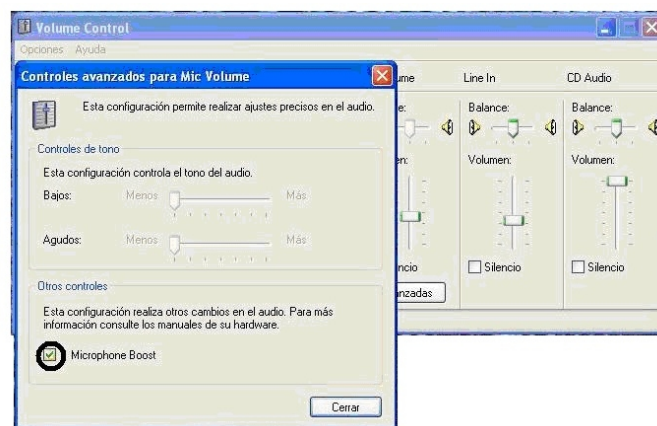 Volume Control
Opciones Ayuda
Controles avanzados para Mic Volume
Esta configuración permite realizar ajustes precisos en el audio.
Controles de tono
Esta configuración controla el tono del audio.
Bajos: Menos Más
Agudos: Menos Más
Otros controles
Esta configuración realiza otros cambios en el audio. Para más
información consulte los manuales de su hardware.
Microphone Boost
Cerrar
Line In
Balance:
Volumen:
Silencio
CD Audio
Balance:
Volumen:
Silencio